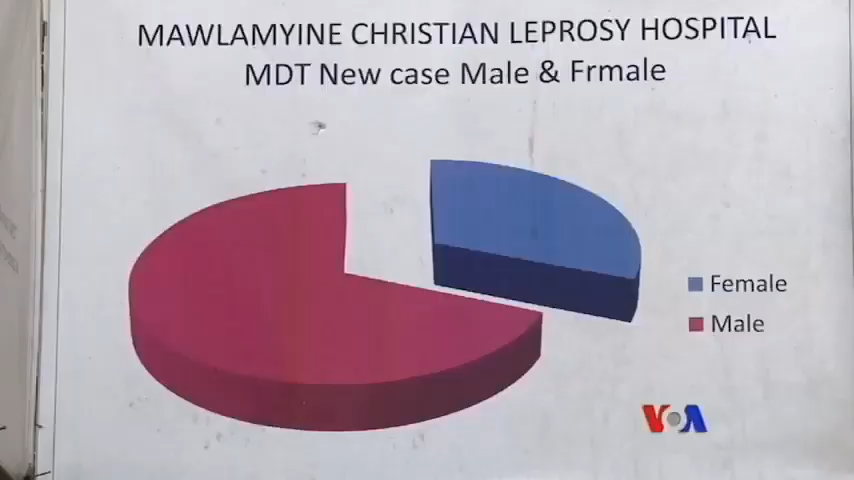 MAWLAMYINE CHRISTIAN LEPROSY HOSPITAL
MDT New case Male & Frmale
Female
Male
VOA